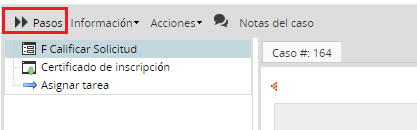 Pasos Información Acciones Notas del caso
F Calificar Solicitud
Certificado de inscripción
Asignar tarea
Caso #: 164